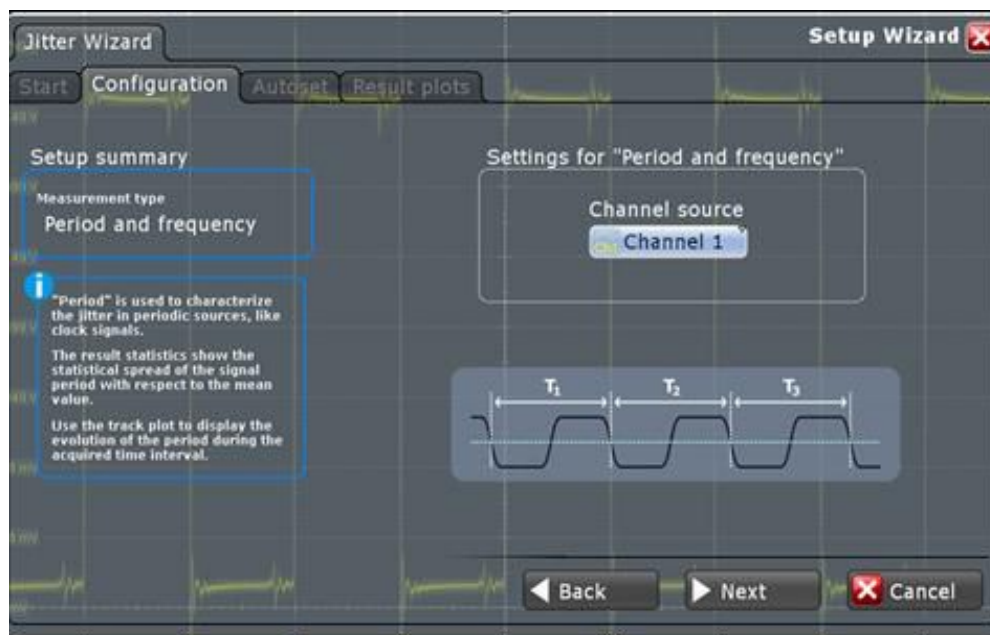 Jitter Wizard
Setup Wizard
Start
Configuration
Autoset
Result plots
Setup summary
Measurement type
Period and frequency
"Period" is used to characterize
the jitter in periodic sources, like
clock signals.
The result statistics show the
statistical spread of the signal
period with respect to the mean
value.
Use the track plot to display the
evolution of the period during the
acquired time interval.
Settings for "Period and frequency"
Channel source
Channel 1
T₁
T₂
T₃
Back
Next
Cancel